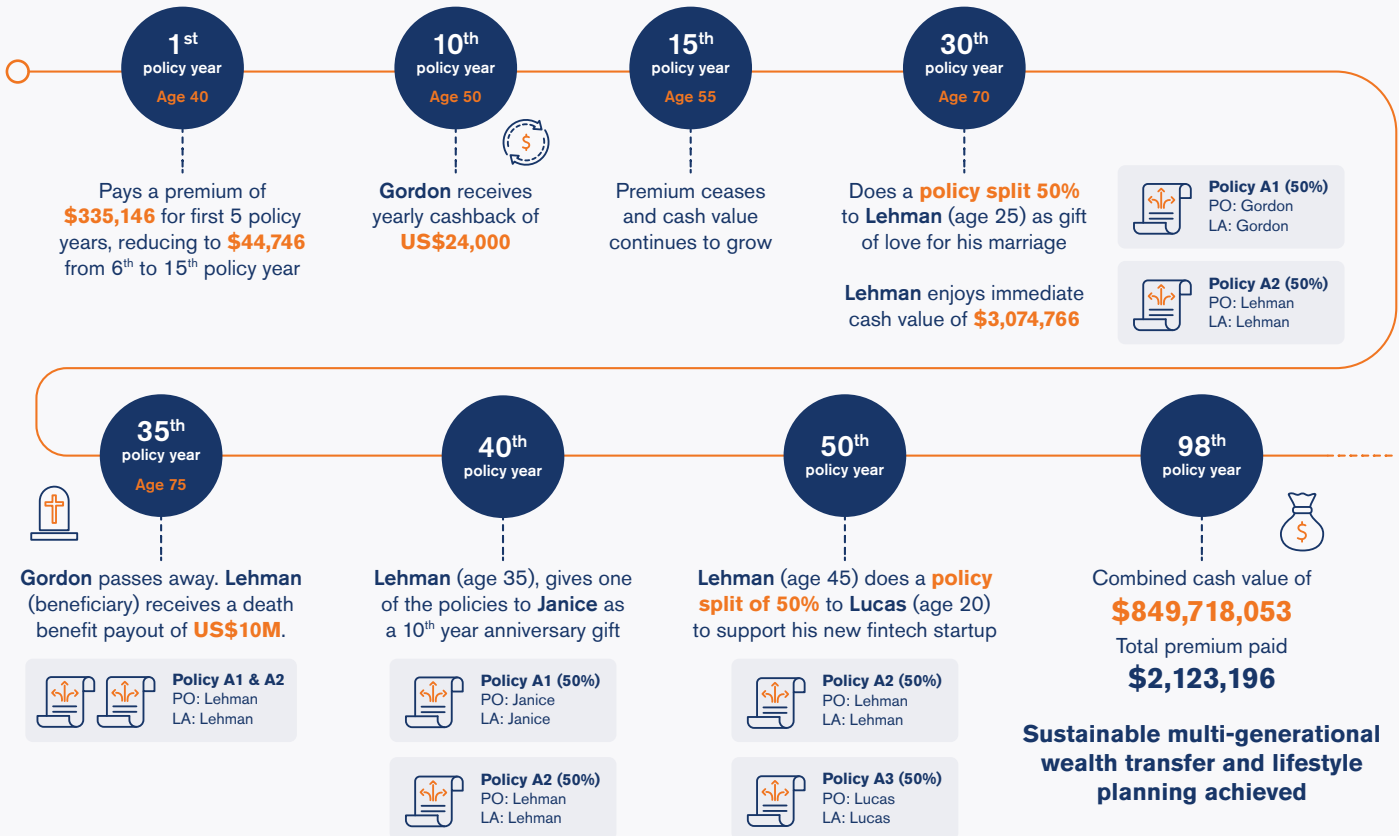 1st
policy year
Age 40
Pays a premium of
$335,146 for first 5 policy
years, reducing to $44,746
from 6th to 15th policy year
10th
policy year
Age 50
$
Gordon receives
yearly cashback of
US$24,000
15th
policy year
Age 55
Premium ceases
and cash value
continues to grow
30th
policy year
Age 70
Does a policy split 50%
to Lehman (age 25) as gift
of love for his marriage
Lehman enjoys immediate
cash value of $3,074,766
Policy A1 (50%)
PO: Gordon
LA: Gordon
Policy A2 (50%)
PO: Lehman
LA: Lehman
35th
policy year
Age 75
Gordon passes away. Lehman
(beneficiary) receives a death
benefit payout of US$10M.
Policy A1 & A2
PO: Lehman
LA: Lehman
40th
policy year
Lehman (age 35), gives one
of the policies to Janice as
a 10th year anniversary gift
Policy A1 (50%)
PO: Janice
LA: Janice
Policy A2 (50%)
PO: Lehman
LA: Lehman
50th
policy year
Lehman (age 45) does a policy
split of 50% to Lucas (age 20)
to support his new fintech startup
Policy A2 (50%)
PO: Lehman
LA: Lehman
Policy A3 (50%)
PO: Lucas
LA: Lucas
98th
policy year
$
Combined cash value of
$849,718,053
Total premium paid
$2,123,196
Sustainable multi-generational
wealth transfer and lifestyle
planning achieved